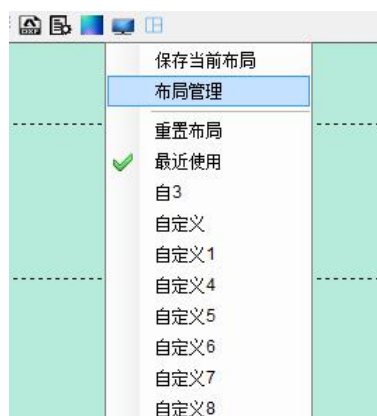 DXF
保存当前布局
布局管理
重置布局
最近使用
自3
自定义
自定义1
自定义4
自定义5
自定义6
自定义7
自定义8